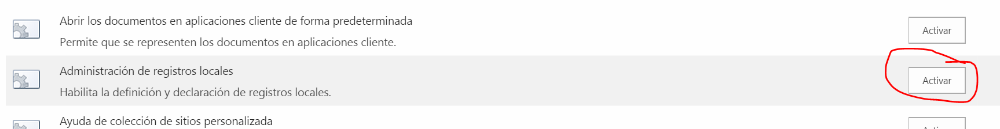 Abrir los documentos en aplicaciones cliente de forma predeterminada
Permite que se representen los documentos en aplicaciones cliente.
Activar
Administración de registros locales
Habilita la definición y declaración de registros locales.
Activar
Ayuda de colección de sitios personalizada